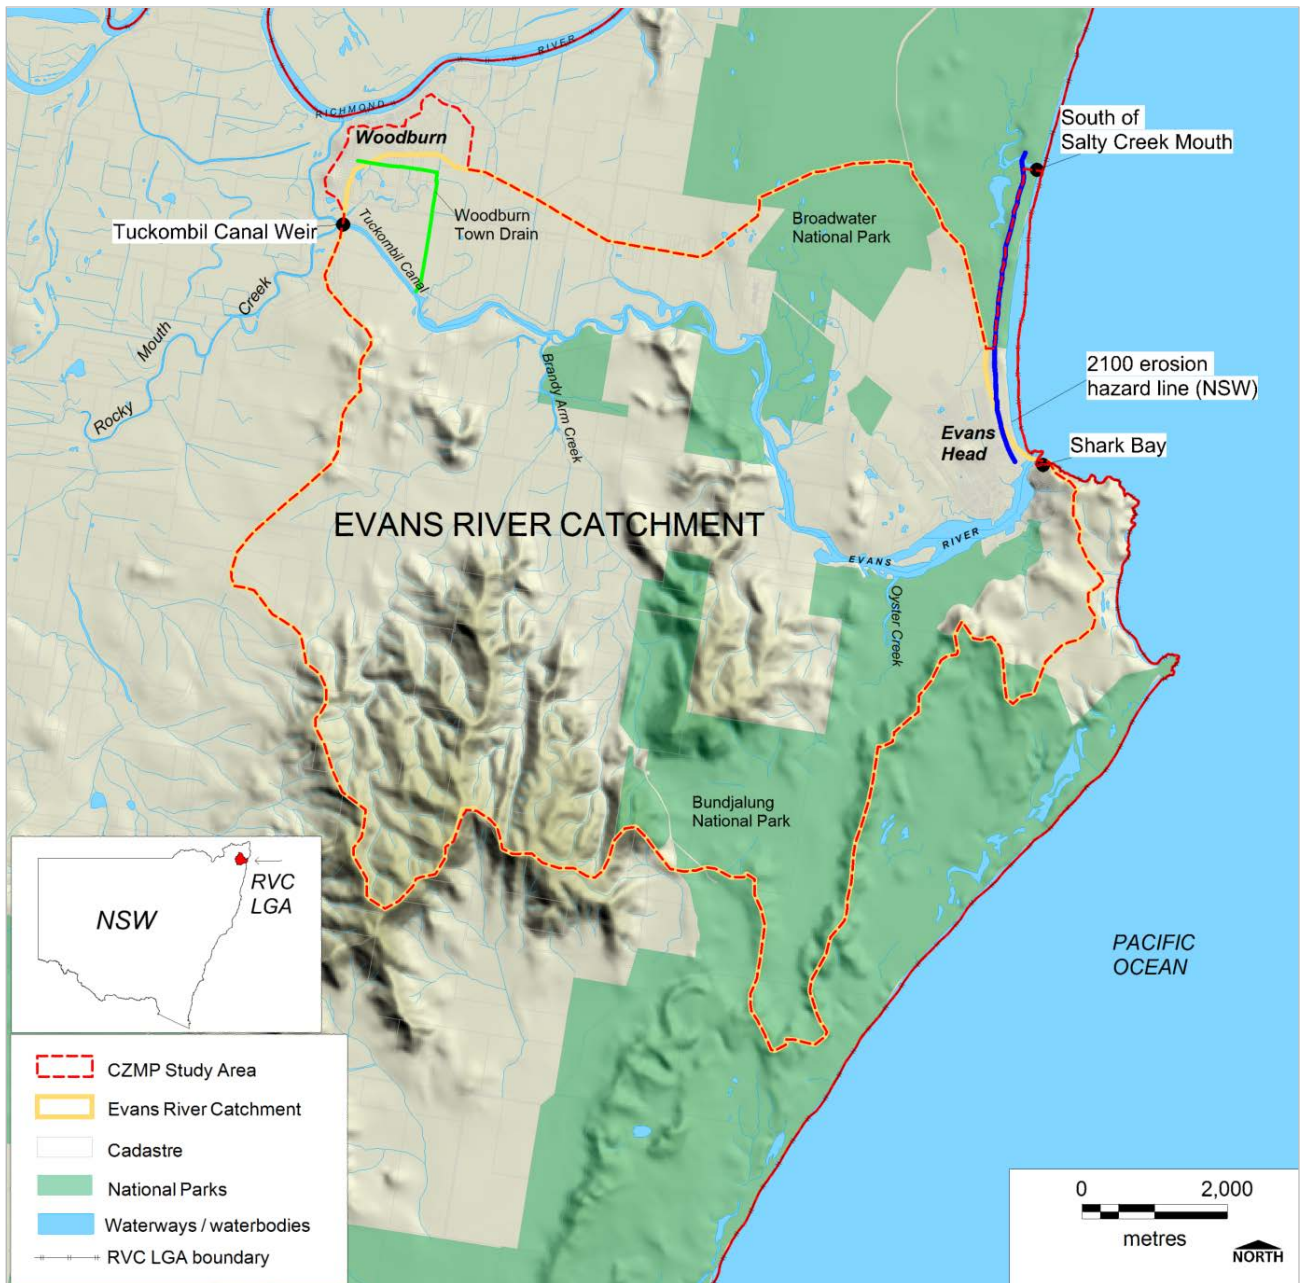 RICHMOND
RIVER
Woodburn
South of
Salty Creek Mouth
Tuckombil Canal Weir
Tuckombil Canal
Woodburn
Town Drain
Broadwater
National Park
Rocky
Mouth
Creek
Brandy Arm Creek
2100 erosion
hazard line (NSW)
Evans
Head
Shark Bay
EVANS RIVER CATCHMENT
EVANS
RIVER
Oyster Creek
Bundjalung
National Park
PACIFIC
OCEAN
NSW
RVC
LGA
CZMP Study Area
Evans River Catchment
Cadastre
National Parks
Waterways / waterbodies
RVC LGA boundary
0 2,000
metres
NORTH